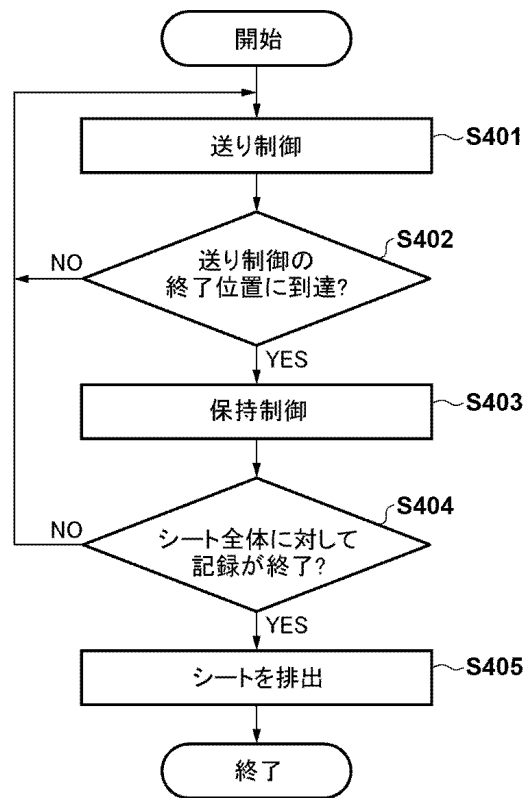 開始
送り制御
S401
送り制御の
終了位置に到達?
S402
NO
YES
保持制御
S403
シート全体に対して
記録が終了?
S404
NO
YES
シートを排出
S405
終了